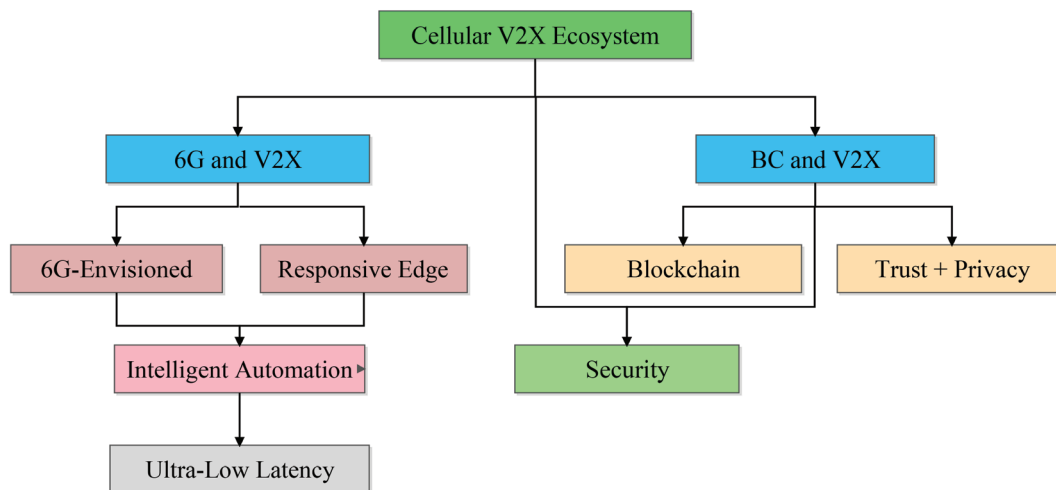 Cellular V2X Ecosystem
6G and V2X
BC and V2X
6G-Envisioned
Responsive Edge
Blockchain
Trust + Privacy
Intelligent Automation
Security
Ultra-Low Latency